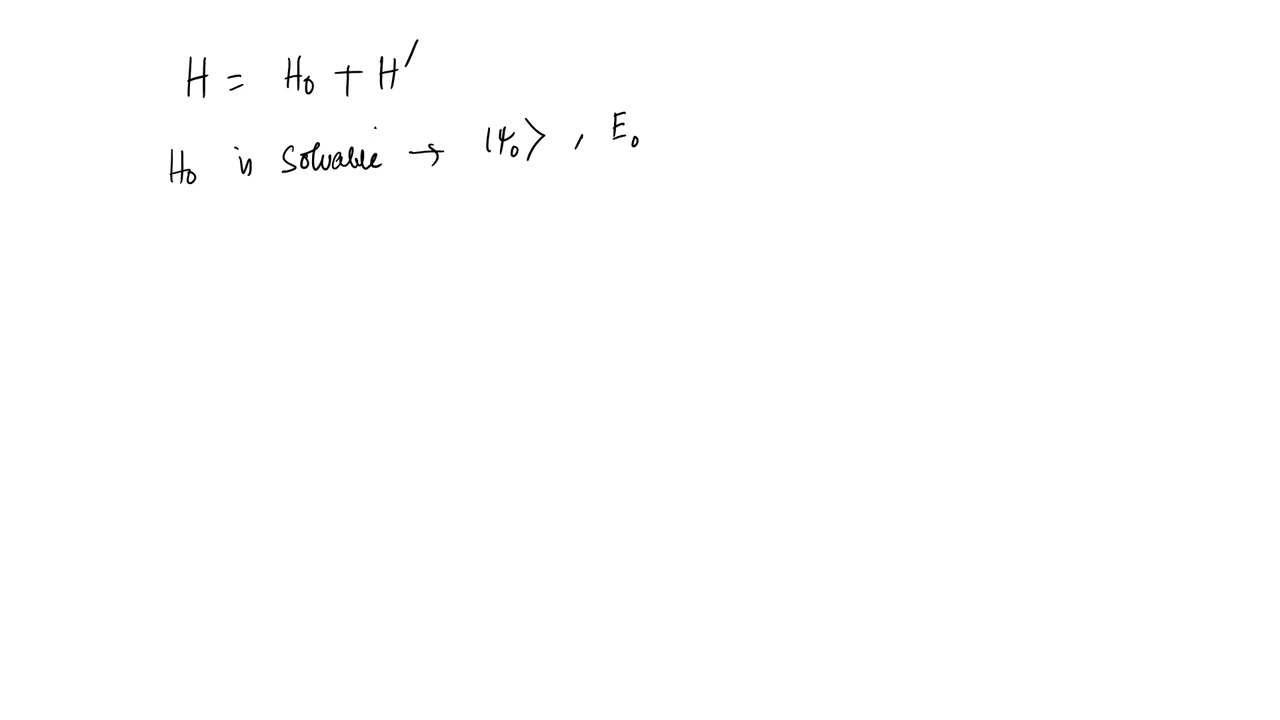 H = H₀ + H′
H₀ is solvable → |ψ₀⟩ , E₀